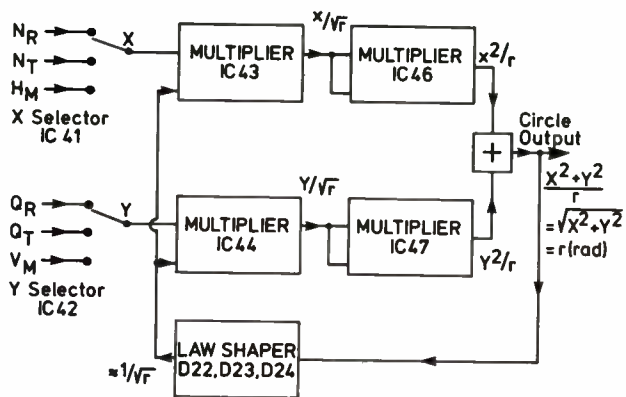 N_R
N_T
H_M
X Selector
IC 41
X
MULTIPLIER
IC43
x/√r
MULTIPLIER
IC46
X²/r
+
Circle
Output
X²+Y²
r
=√X²+Y²
=r(rad)
Q_R
Q_T
V_M
Y Selector
IC42
Y
MULTIPLIER
IC44
Y/√r
MULTIPLIER
IC47
Y²/r
LAW SHAPER
D22,D23,D24
≈1/√r